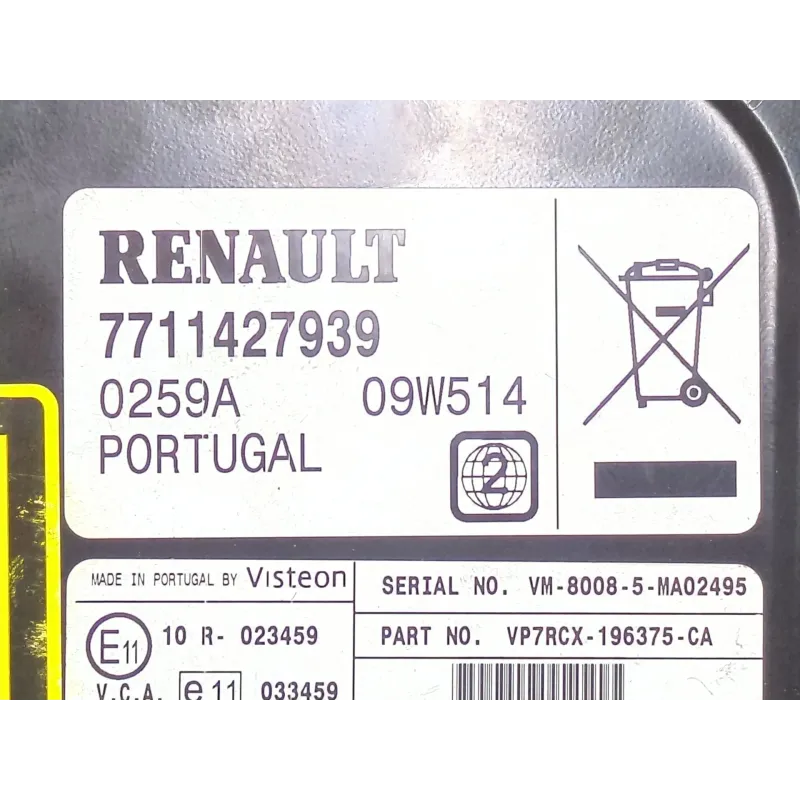 RENAULT
7711427939
0259A 09W514
PORTUGAL
2
MADE IN PORTUGAL BY Visteon
SERIAL NO. VM-8008-5-MA02495
E11 10 R- 023459
PART NO. VP7RCX-196375-CA
V.C.A. e 11 033459